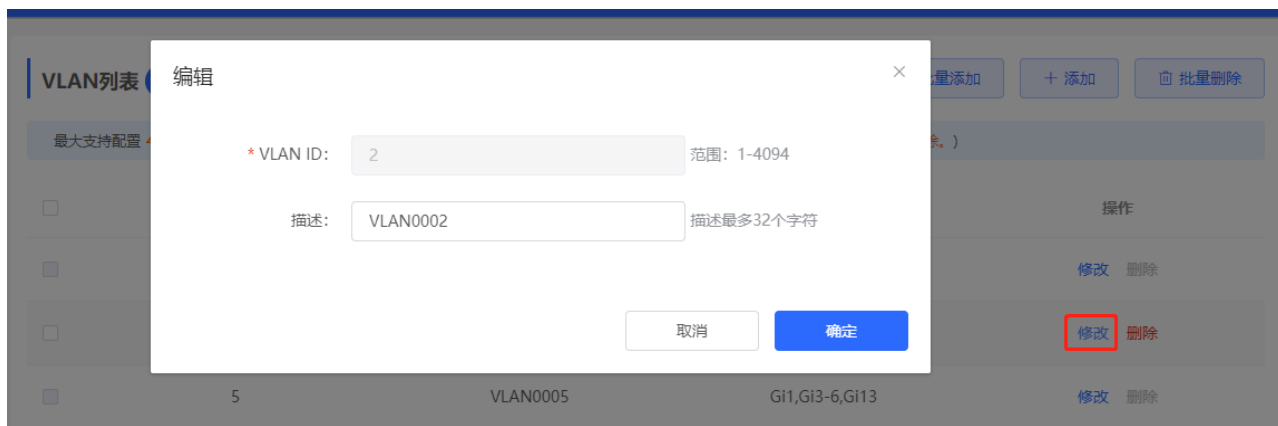 VLAN列表
编辑
量添加
+ 添加
批量删除
最大支持配置
除。)
* VLAN ID:
2
范围：1-4094
描述:
VLAN0002
描述最多32个字符
操作
修改 删除
取消
确定
修改 删除
5 VLAN0005 Gi1,Gi3-6,Gi13 修改 删除